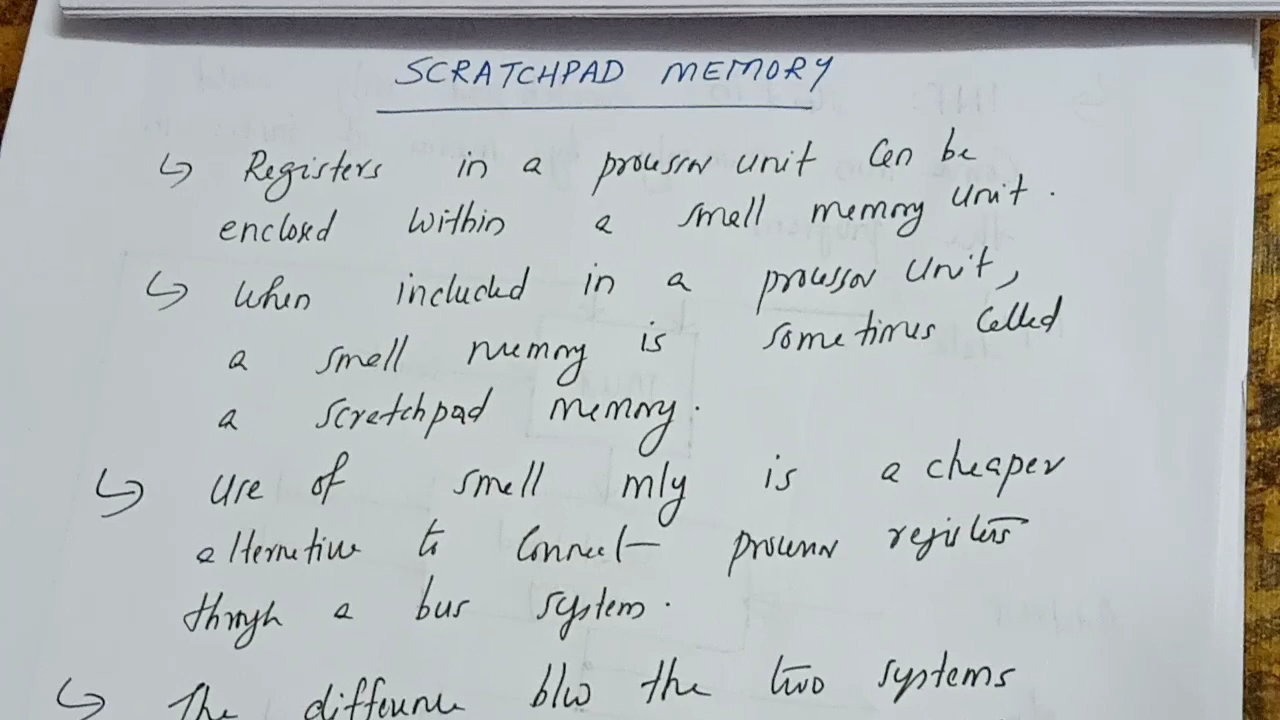 SCRATCHPAD MEMORY
↳ Registers in a processor unit can be
enclosed within a small memory unit.
↳ When included in a processor unit,
a small memory is sometimes called
a scratchpad memory.
↳ Use of small mly is a cheaper
alternative to connect processor registers
through a bus system.
↳ The difference b/w the two systems